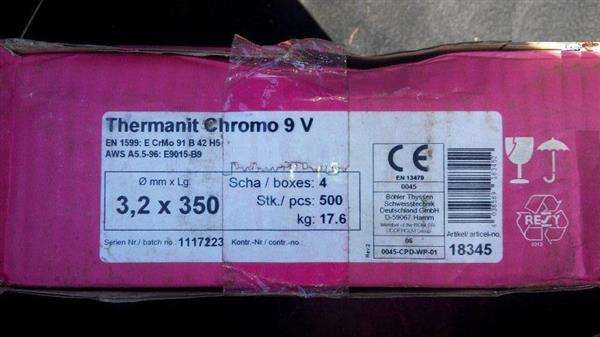 Thermanit Chromo 9 V
EN 1599: E CrMo 91 B 42 H5
AWS A5.5-96: E9015-B9
Ø mm x Lg.
3,2 x 350
Scha / boxes: 4
Stk./ pcs: 500
kg: 17.6
Serien Nr/ batch no 1117223
Kontr.-Nr / contr.-no.
CE
EN 13479
0045
Böhler Thyssen
Schweisstechnik
Deutschland GmbH
D-59067 Hamm
06
0045-CPD-WP-01
Artikel/ articel-no.
18345
RESY